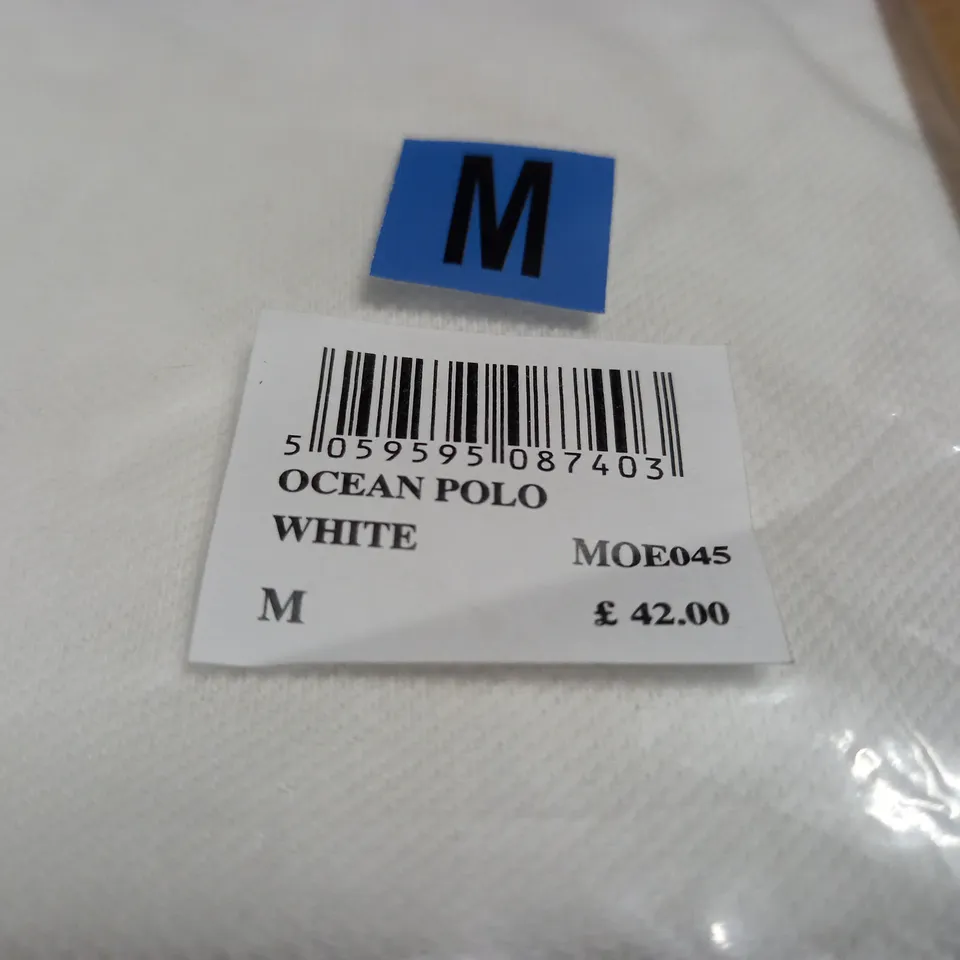 M
5 059595 087403
OCEAN POLO
WHITE
MOE045
M
£ 42.00